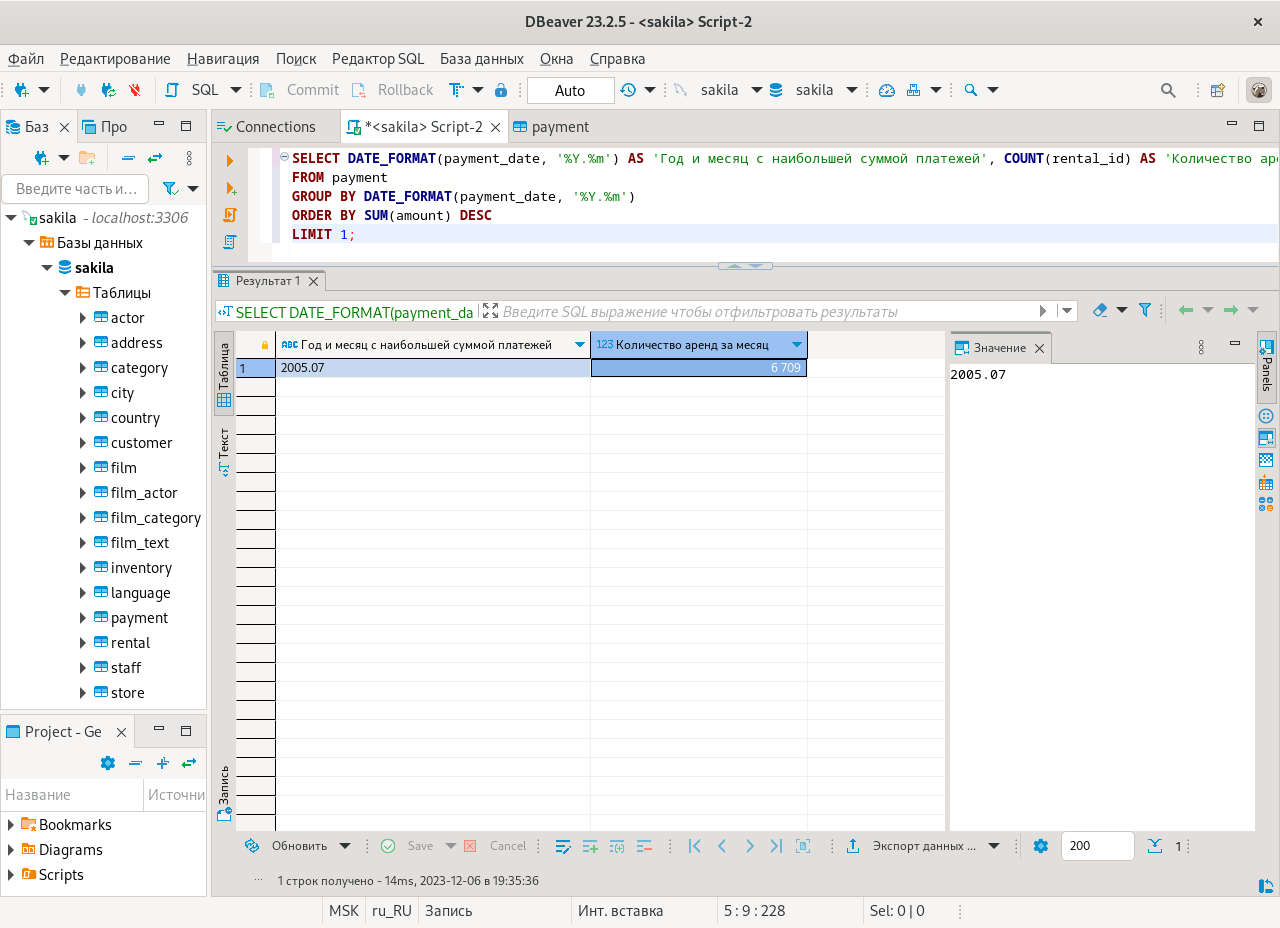 DBeaver 23.2.5 - <sakila> Script-2
Файл Редактирование Навигация Поиск Редактор SQL База данных Окна Справка
SQL Commit Rollback Auto sakila sakila
Баз Про
Введите часть и…
sakila - localhost:3306
Базы данных
sakila
Таблицы
actor
address
category
city
country
customer
film
film_actor
film_category
film_text
inventory
language
payment
rental
staff
store
Project - Ge
Название Источни
Bookmarks
Diagrams
Scripts
Connections *<sakila> Script-2 payment
SELECT DATE_FORMAT(payment_date, '%Y.%m') AS 'Год и месяц с наибольшей суммой платежей', COUNT(rental_id) AS 'Количество аре
FROM payment
GROUP BY DATE_FORMAT(payment_date, '%Y.%m')
ORDER BY SUM(amount) DESC
LIMIT 1;
Результат 1
SELECT DATE_FORMAT(payment_da Введите SQL выражение чтобы отфильтровать результаты
Таблица
Текст
Запись
ABC Год и месяц с наибольшей суммой платежей 123 Количество аренд за месяц
1 2005.07 6 709
Значение
2005.07
Panels
Обновить Save Cancel Экспорт данных ... 200 1
... 1 строк получено - 14ms, 2023-12-06 в 19:35:36
MSK ru_RU Запись Инт. вставка 5 : 9 : 228 Sel: 0 | 0